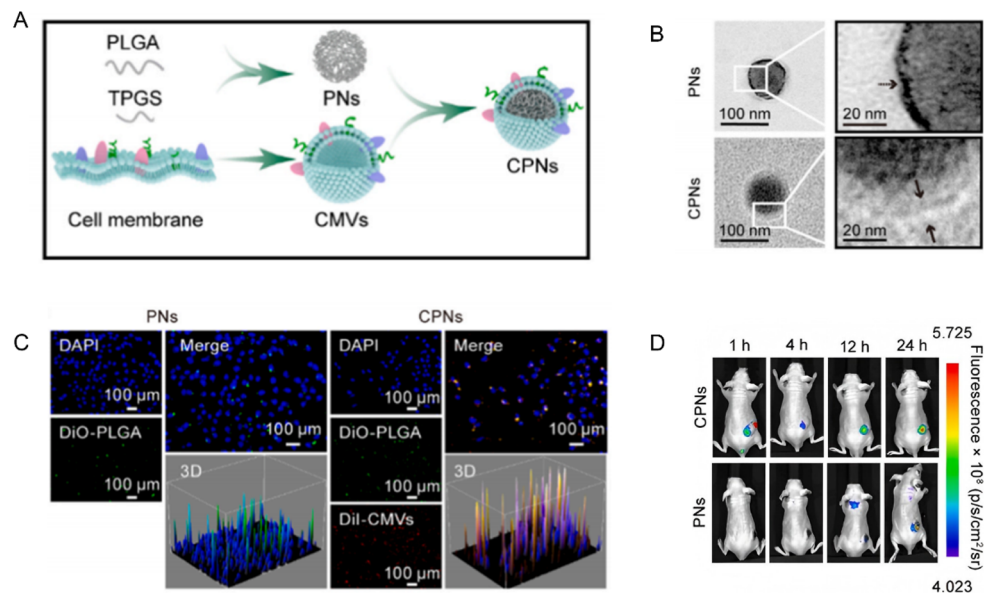 A
PLGA
TPGS
PNs
Cell membrane
CMVs
CPNs
B
PNs
100 nm
20 nm
CPNs
100 nm
20 nm
C
PNs
CPNs
DAPI
100 µm
Merge
100 µm
DAPI
100 µm
Merge
100 µm
DiO-PLGA
100 µm
3D
DiO-PLGA
100 µm
3D
DiI-CMVs
100 µm
D
1 h 4 h 12 h 24 h
CPNs
PNs
5.725
Fluorescence × 10⁸ (p/s/cm²/sr)
4.023